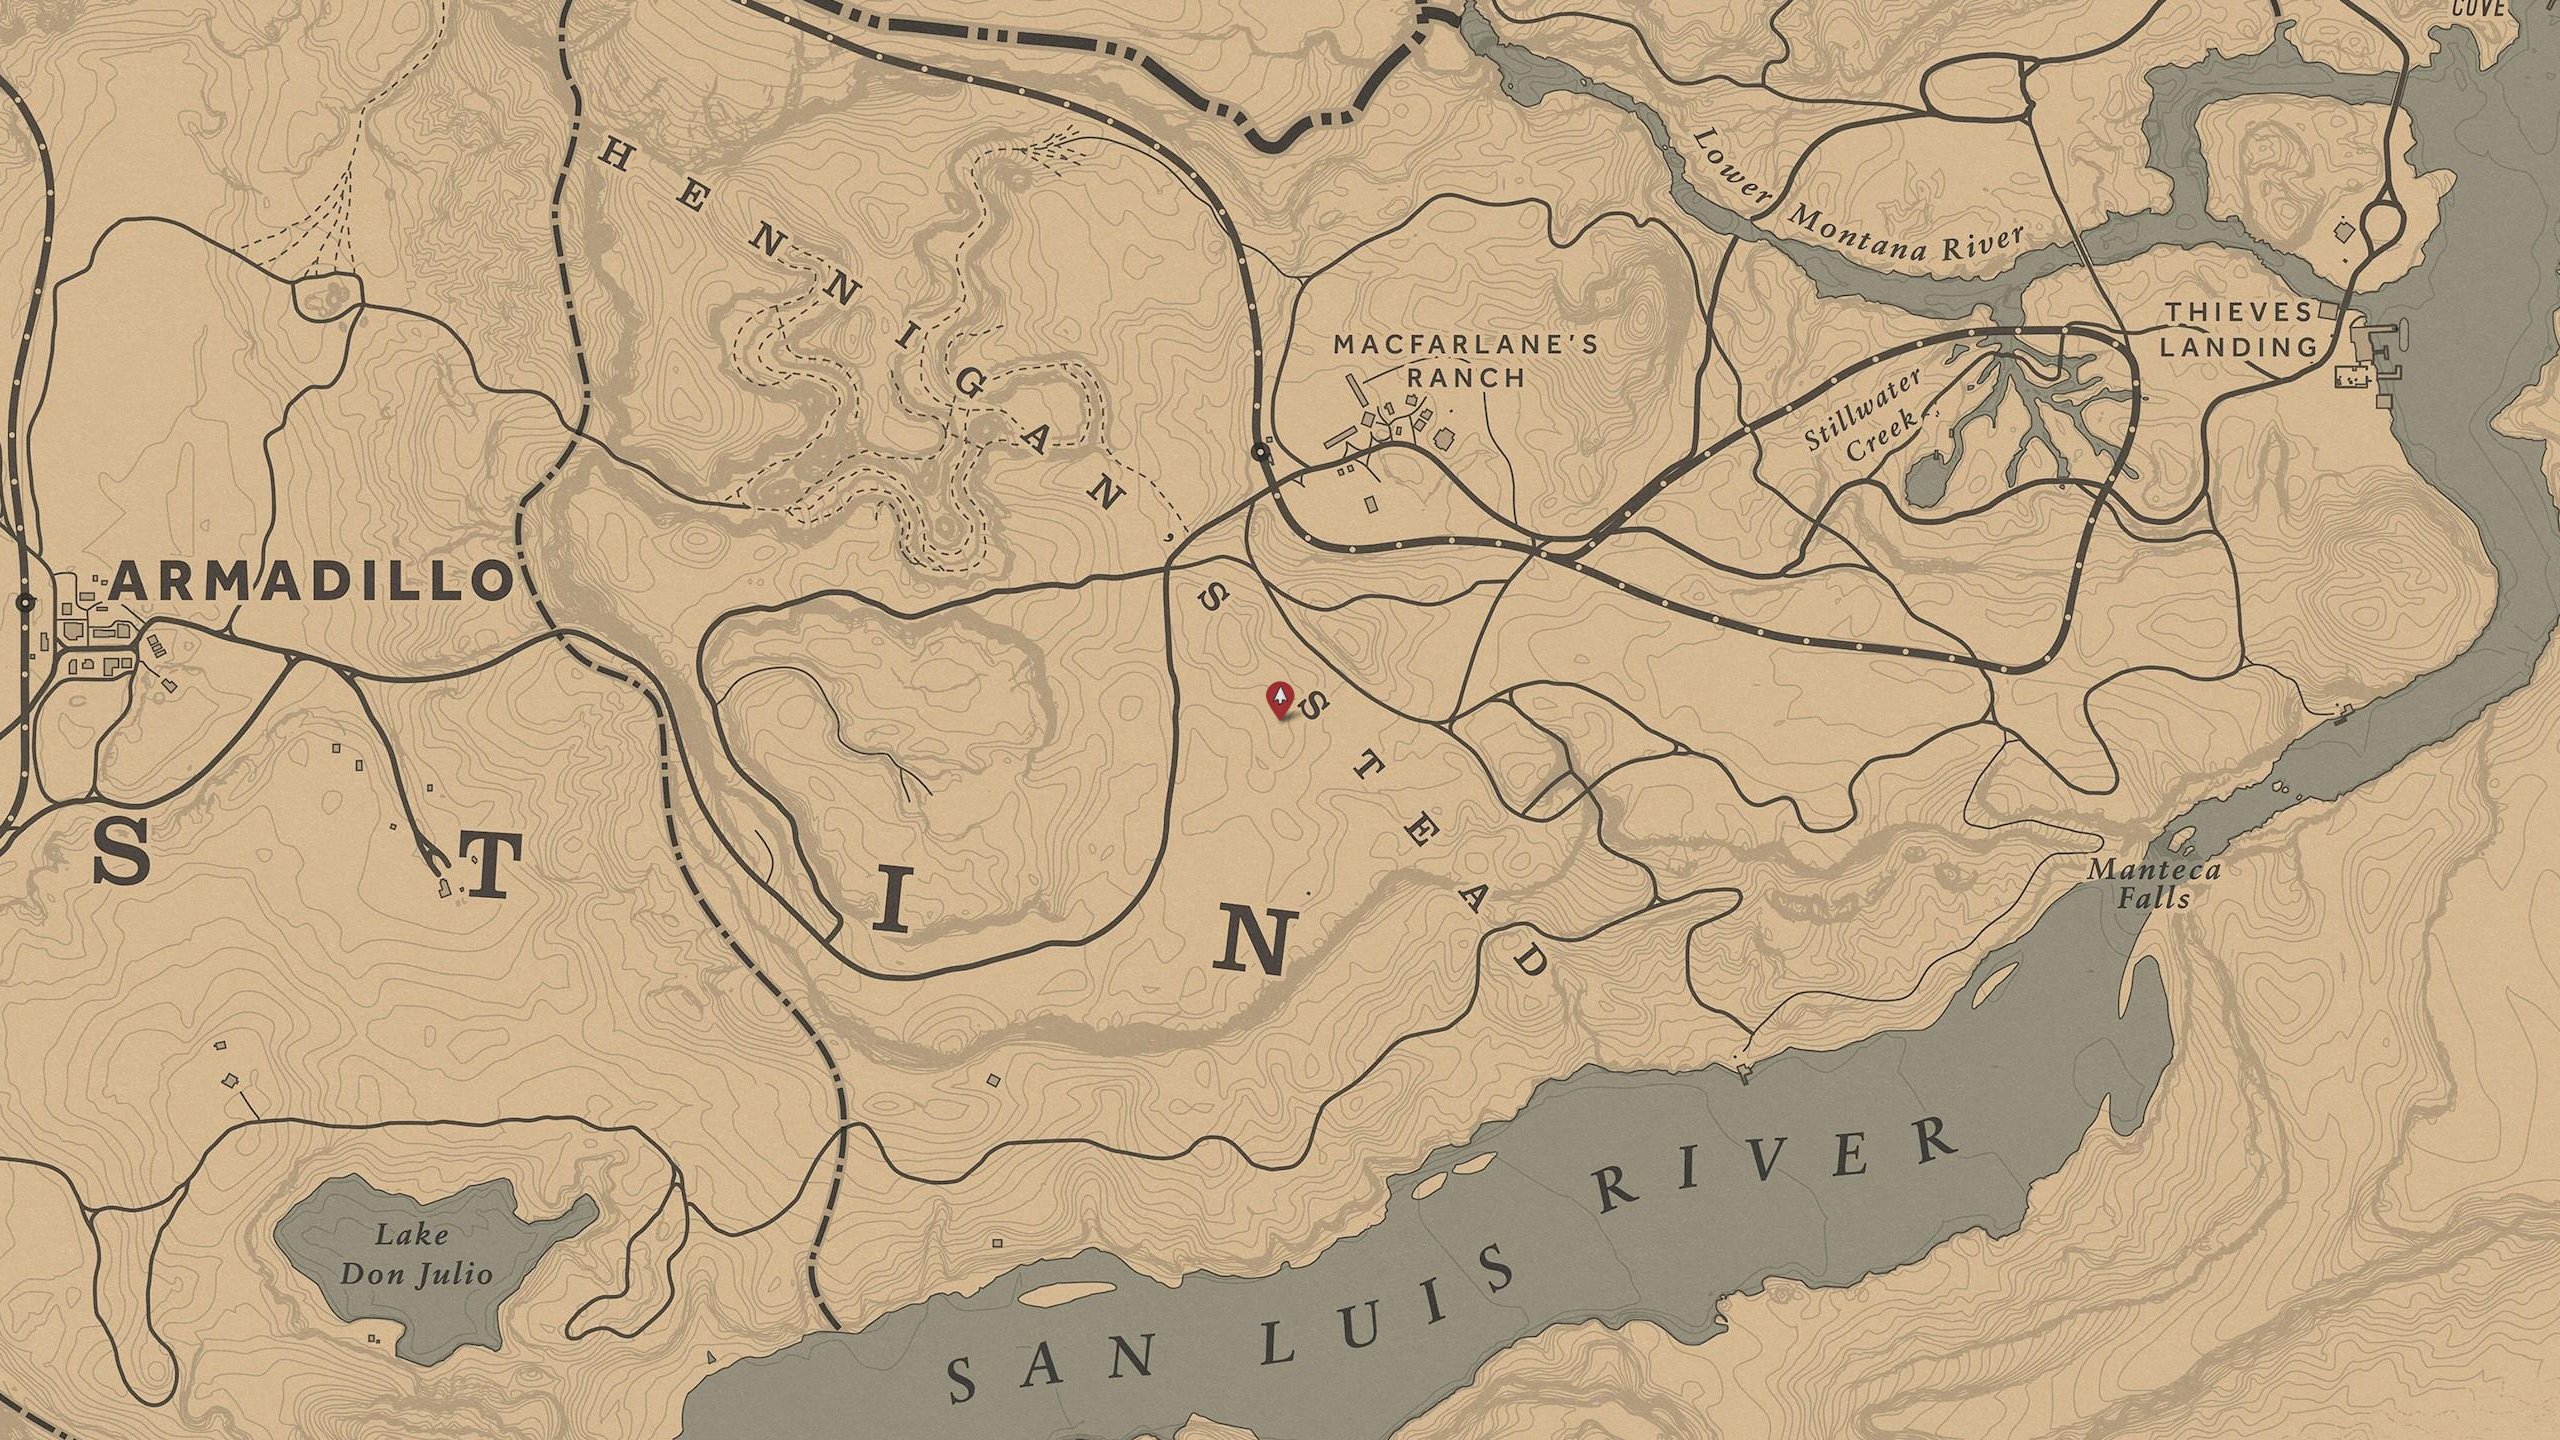 COVE
Lower Montana River
HENNIGAN'S STEAD
MACFARLANE'S
RANCH
THIEVES
LANDING
Stillwater
Creek
ARMADILLO
S T I N
Manteca
Falls
Lake
Don Julio
SAN LUIS RIVER